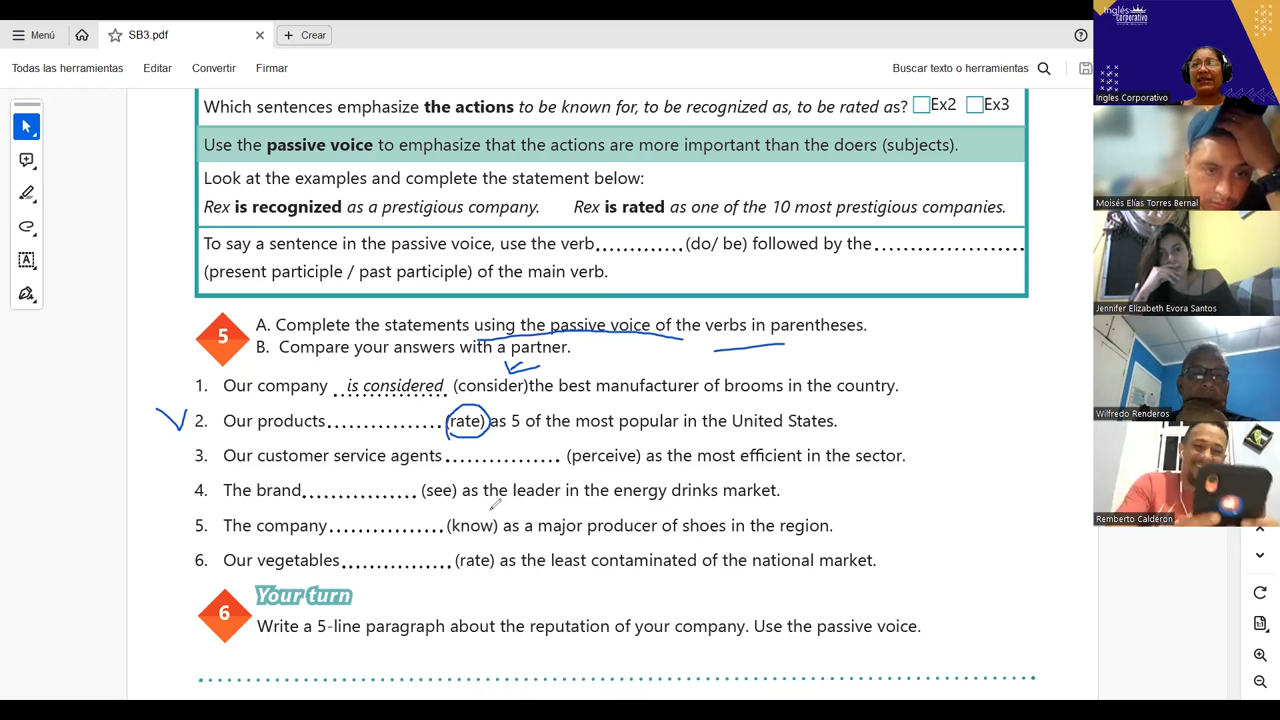 Menú
SB3.pdf
Crear
Todas las herramientas
Editar
Convertir
Firmar
Buscar texto o herramientas
Which sentences emphasize the actions to be known for, to be recognized as, to be rated as? Ex2 Ex3
Use the passive voice to emphasize that the actions are more important than the doers (subjects).
Look at the examples and complete the statement below:
Rex is recognized as a prestigious company. Rex is rated as one of the 10 most prestigious companies.
To say a sentence in the passive voice, use the verb............. (do/ be) followed by the ......................
(present participle / past participle) of the main verb.
5
A. Complete the statements using the passive voice of the verbs in parentheses.
B. Compare your answers with a partner.
1. Our company is considered (consider)the best manufacturer of brooms in the country.
2. Our products................ (rate) as 5 of the most popular in the United States.
3. Our customer service agents................ (perceive) as the most efficient in the sector.
4. The brand................ (see) as the leader in the energy drinks market.
5. The company................ (know) as a major producer of shoes in the region.
6. Our vegetables................ (rate) as the least contaminated of the national market.
6
Your turn
Write a 5-line paragraph about the reputation of your company. Use the passive voice.
Inglés
Corporativo
Ingles Corporativo
Moisés Elías Torres Bernal
Jennifer Elizabeth Evora Santos
Wilfredo Renderos
Remberto Calderon